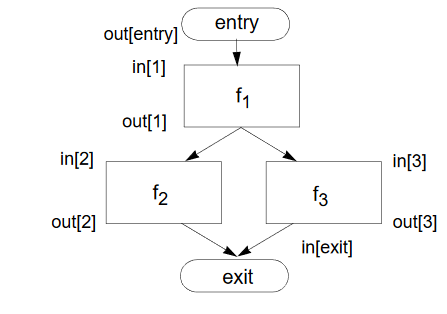 entry
out[entry]
in[1]
f1
out[1]
in[2]
in[3]
f2
f3
out[2]
out[3]
in[exit]
exit